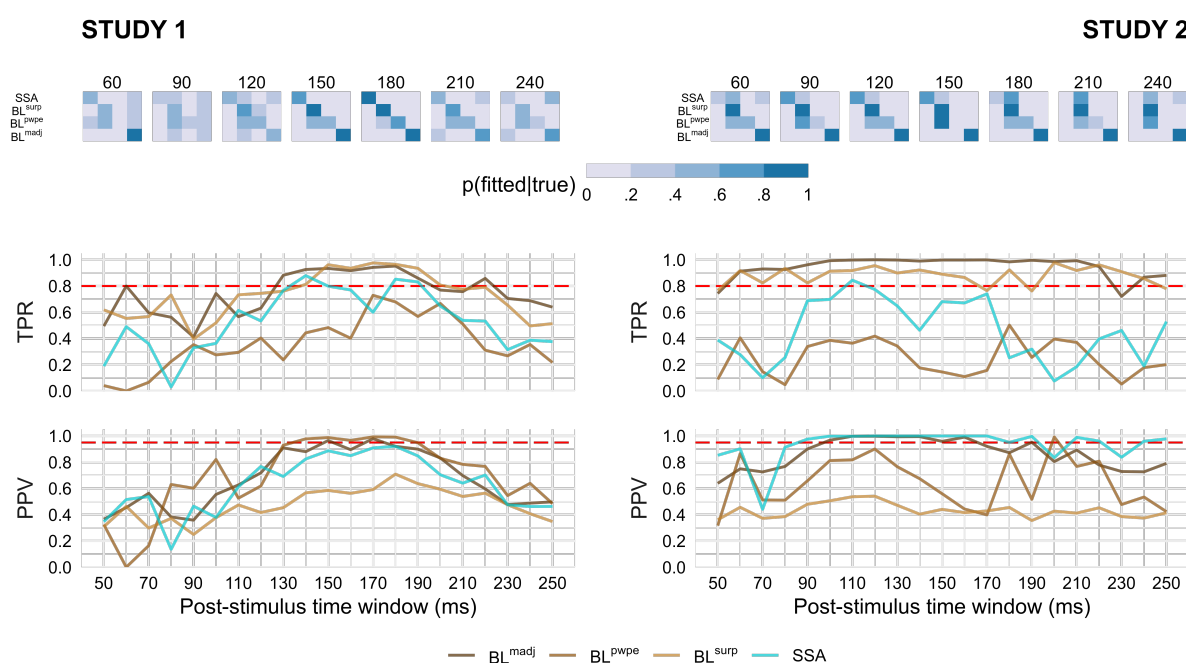 STUDY 1 STUDY 2
60 90 120 150 180 210 240 60 90 120 150 180 210 240
SSA SSA
BLsurp BLsurp
BLpwpe BLpwpe
BLmadj BLmadj
p(fitted|true) 0 .2 .4 .6 .8 1
TPR
1.0
0.8
0.6
0.4
0.2
0.0
TPR
1.0
0.8
0.6
0.4
0.2
0.0
PPV
1.0
0.8
0.6
0.4
0.2
0.0
PPV
1.0
0.8
0.6
0.4
0.2
0.0
50 70 90 110 130 150 170 190 210 230 250
50 70 90 110 130 150 170 190 210 230 250
Post-stimulus time window (ms)
Post-stimulus time window (ms)
BLmadj BLpwpe BLsurp SSA